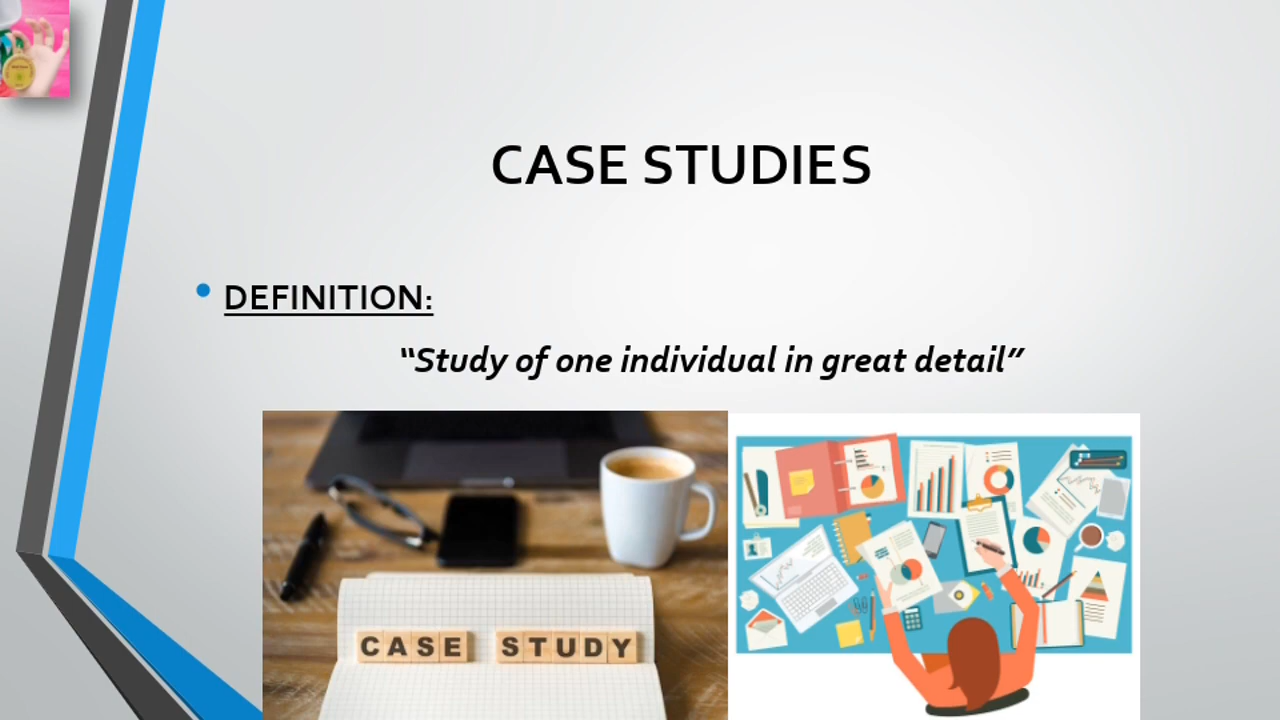 CASE STUDIES
DEFINITION:
“Study of one individual in great detail”
CASE STUDY